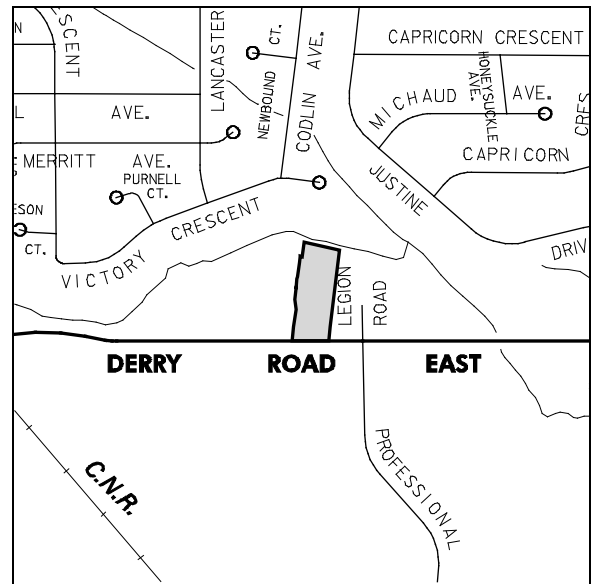 SCENT
LANCASTER
CT.
NEWBOUND
CODLIN AVE.
CAPRICORN CRESCENT
HONEYSUCKLE
AVE.
MICHAUD AVE.
CRES
N
L AVE.
MERRITT AVE.
PURNELL
CT.
CAPRICORN
JUSTINE
DRIV
ESON
CT.
VICTORY CRESCENT
LEGION
ROAD
DERRY ROAD EAST
C.N.R.
PROFESSIONAL